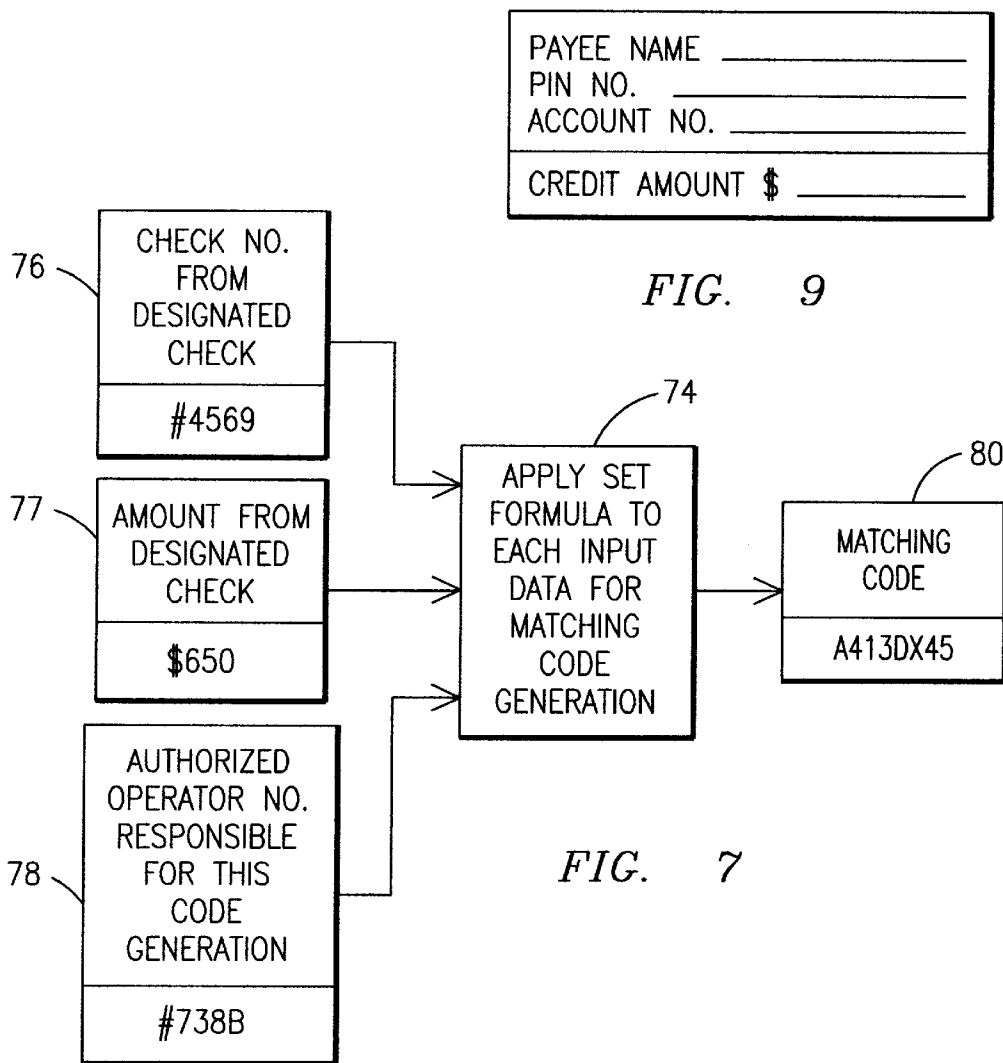 PAYEE NAME
PIN NO.
ACCOUNT NO.
CREDIT AMOUNT $
FIG. 9
76
CHECK NO.
FROM
DESIGNATED
CHECK
#4569
77
AMOUNT FROM
DESIGNATED
CHECK
$650
78
AUTHORIZED
OPERATOR NO.
RESPONSIBLE
FOR THIS
CODE
GENERATION
#738B
74
APPLY SET
FORMULA TO
EACH INPUT
DATA FOR
MATCHING
CODE
GENERATION
80
MATCHING
CODE
A413DX45
FIG. 7